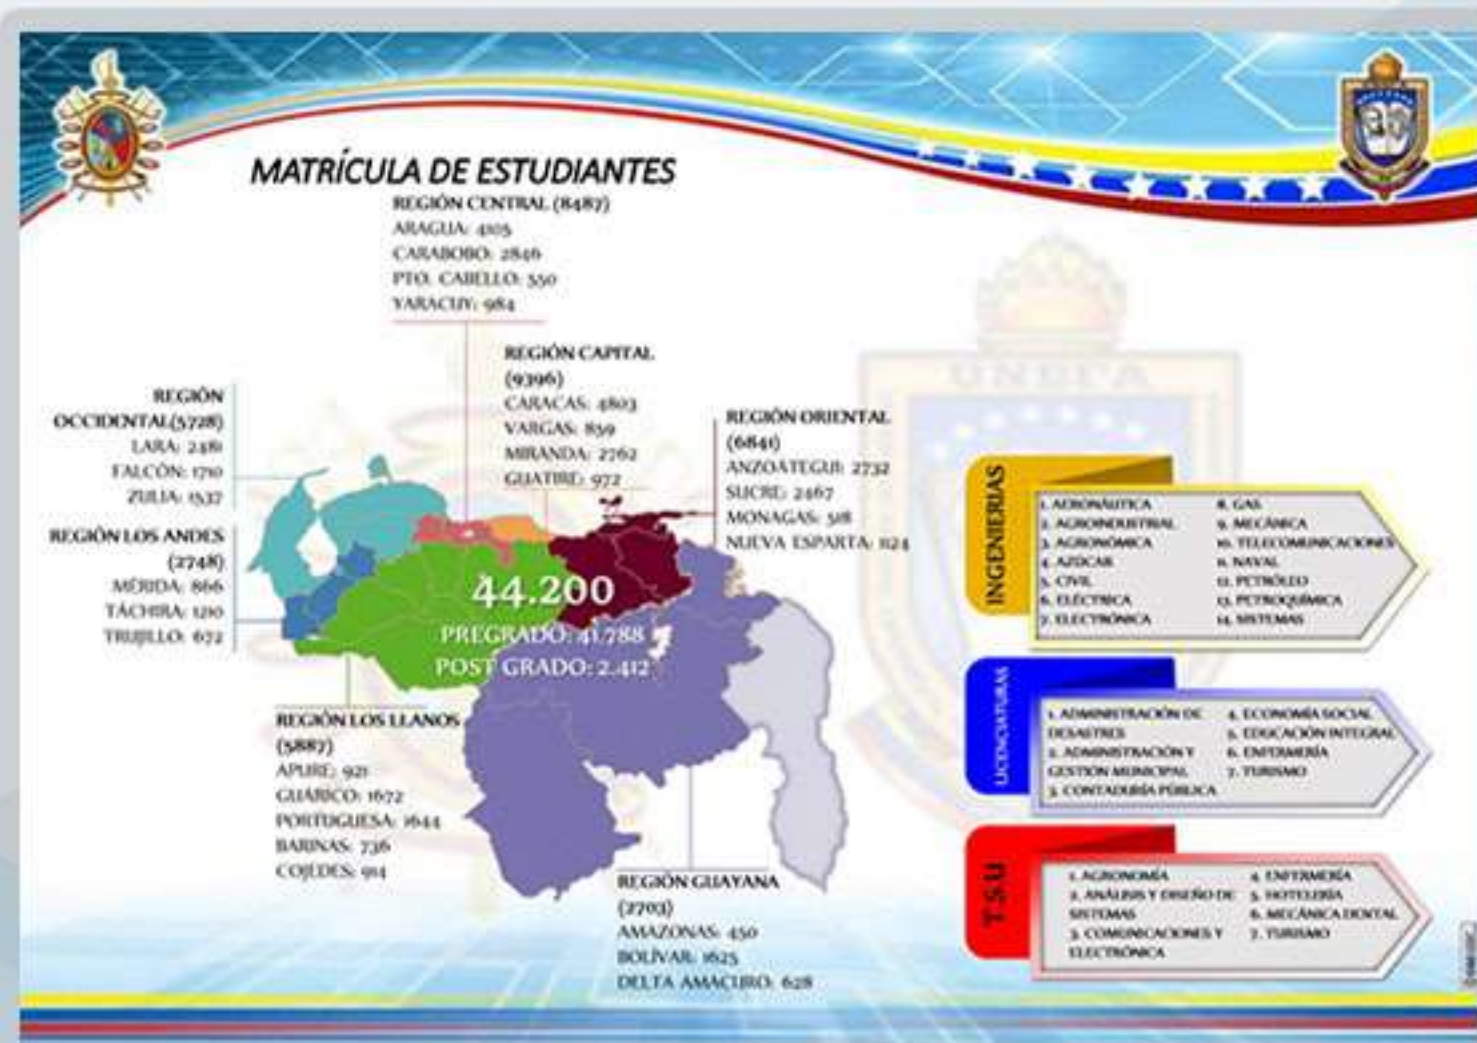 MATRÍCULA DE ESTUDIANTES
REGIÓN CENTRAL (8487)
ARAGUA: 4105
CARABOBO: 2846
PTO. CABELLO: 550
YARACUY: 984
REGIÓN CAPITAL
(9396)
CARACAS: 4803
VARGAS: 859
MIRANDA: 2762
GUATIRE: 972
REGIÓN
OCCIDENTAL(5728)
LARA: 2481
FALCÓN: 1710
ZULIA: 1537
REGIÓN ORIENTAL
(6841)
ANZOÁTEGUI: 2732
SUCRE: 2467
MONAGAS: 518
NUEVA ESPARTA: 1124
REGIÓN LOS ANDES
(2748)
MÉRIDA: 866
TÁCHIRA: 1210
TRUJILLO: 672
44.200
PREGRADO: 41.788
POST GRADO: 2.412
REGIÓN LOS LLANOS
(5887)
APURE: 921
GUÁRICO: 1672
PORTUGUESA: 1644
BARINAS: 736
COJEDES: 914
REGIÓN GUAYANA
(2703)
AMAZONAS: 450
BOLÍVAR: 1625
DELTA AMACURO: 628
UNEFA
INGENIERIAS
1. AERONÁUTICA
2. AGROINDUSTRIAL
3. AGRONÓMICA
4. AZÚCAR
5. CIVIL
6. ELÉCTRICA
7. ELECTRÓNICA
8. GAS
9. MECÁNICA
10. TELECOMUNICACIONES
11. NAVAL
12. PETRÓLEO
13. PETROQUÍMICA
14. SISTEMAS
LICENCIATURAS
1. ADMINISTRACIÓN DE
DESASTRES
2. ADMINISTRACIÓN Y
GESTIÓN MUNICIPAL
3. CONTADURÍA PÚBLICA
4. ECONOMÍA SOCIAL
5. EDUCACIÓN INTEGRAL
6. ENFERMERÍA
7. TURISMO
T.S.U
1. AGRONOMÍA
2. ANÁLISIS Y DISEÑO DE
SISTEMAS
3. COMUNICACIONES Y
ELECTRÓNICA
4. ENFERMERÍA
5. HOTELERÍA
6. MECÁNICA DENTAL
7. TURISMO